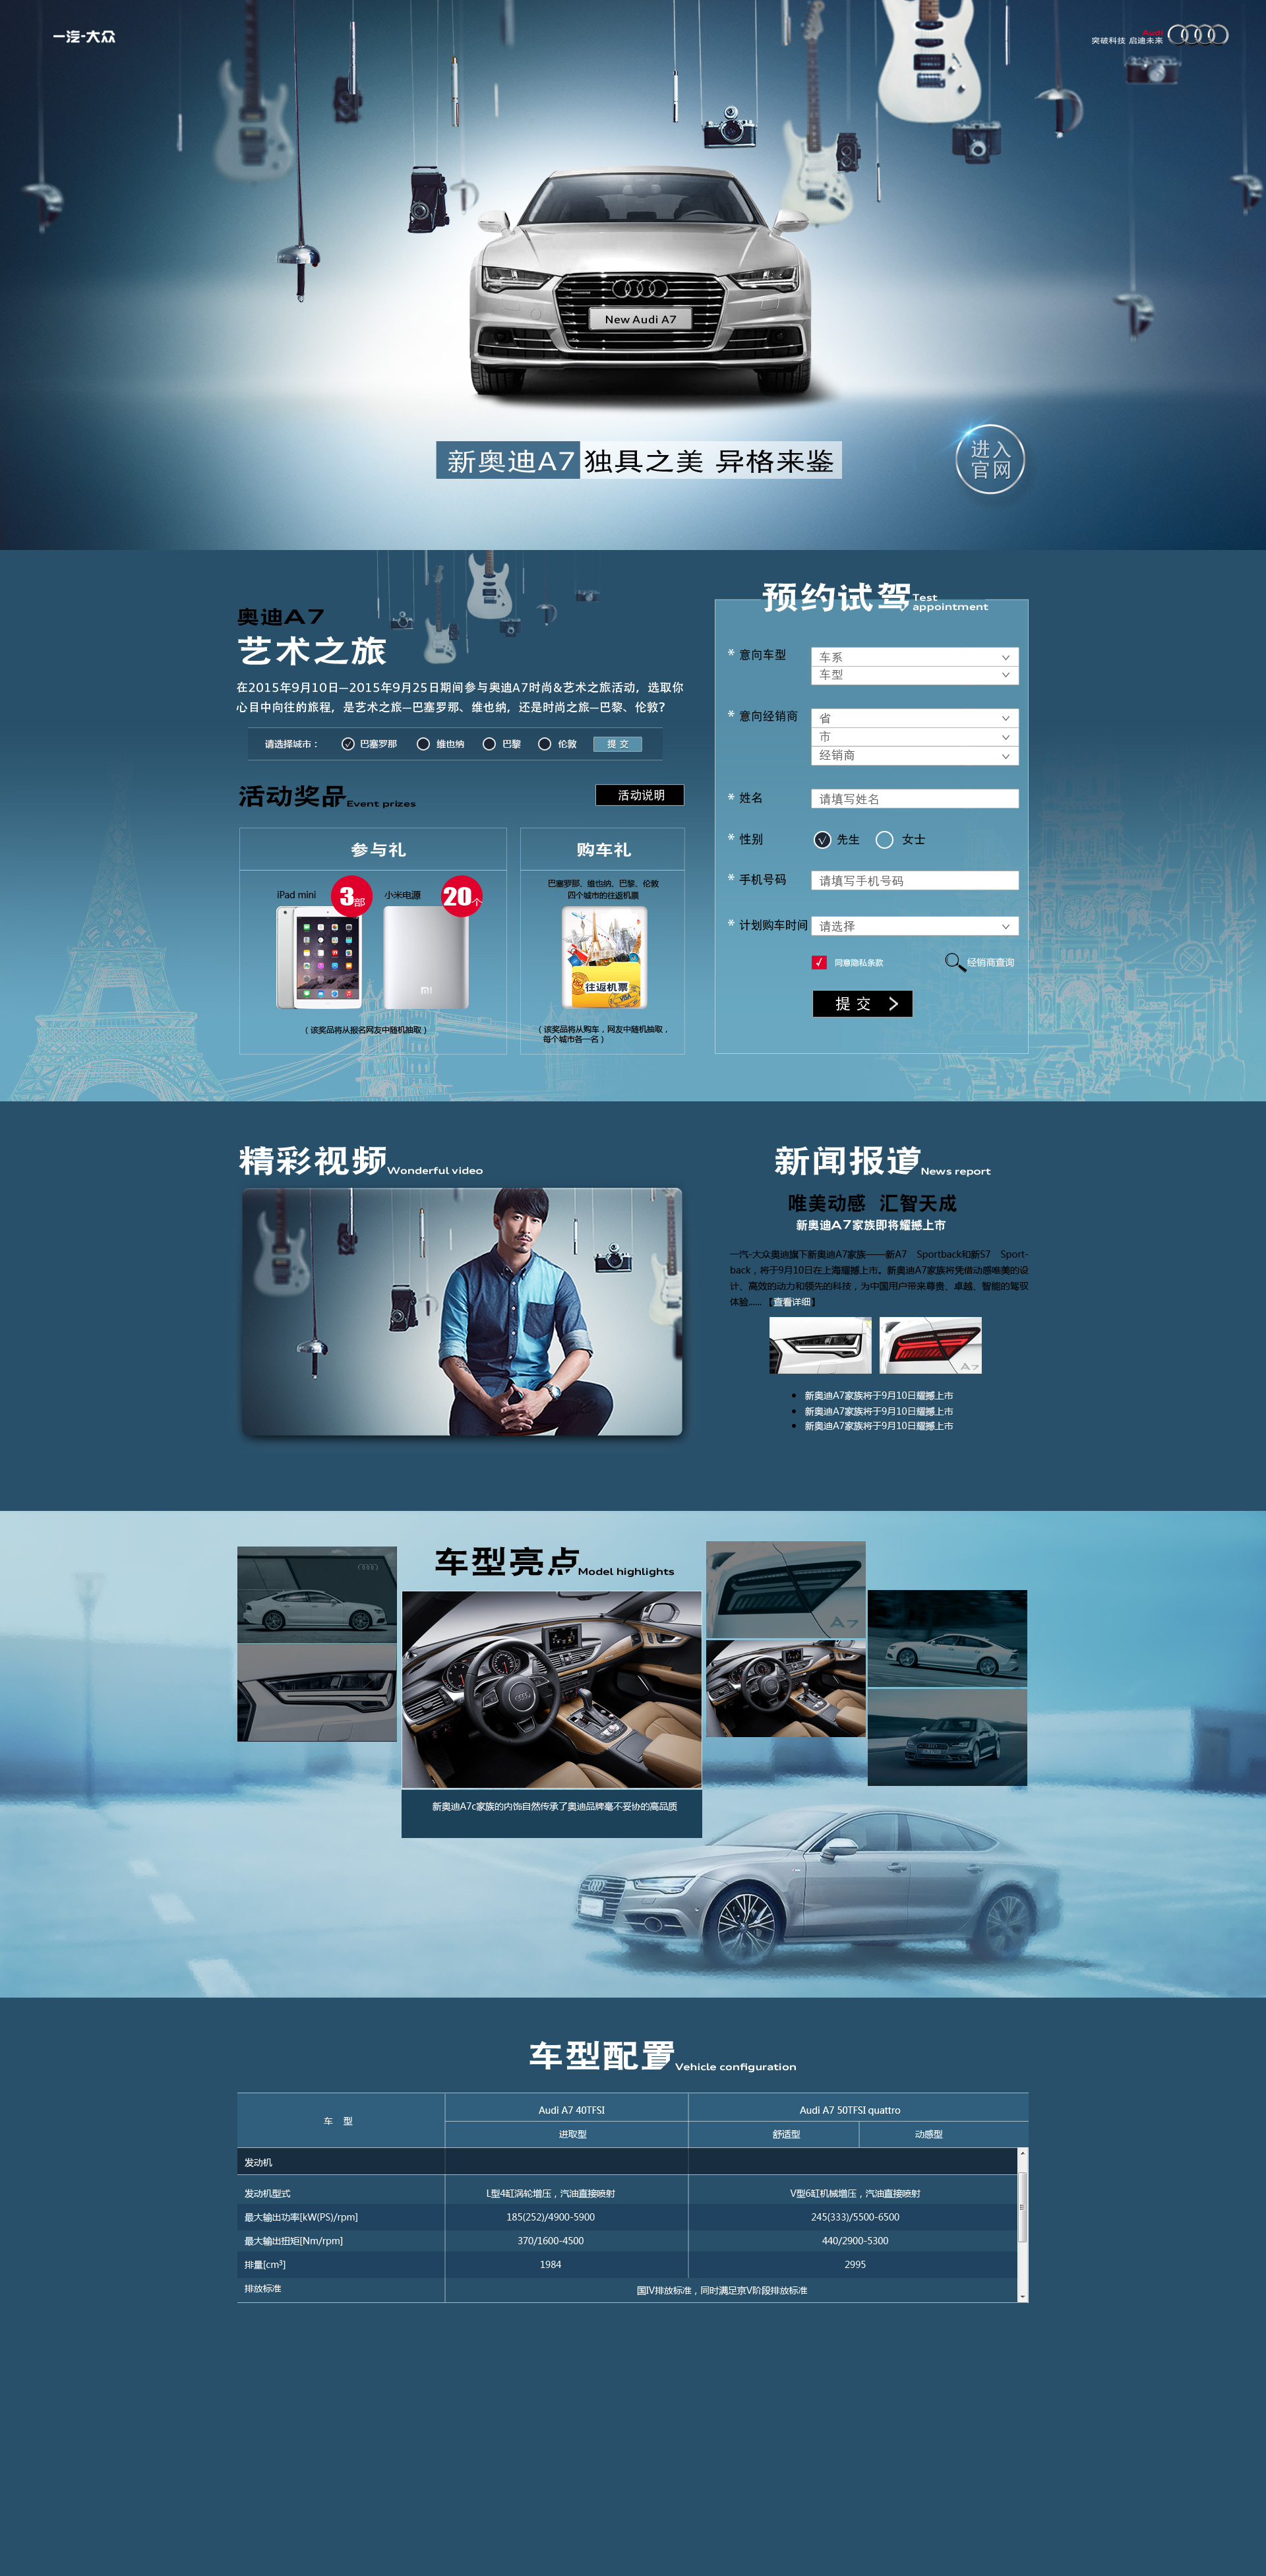 一汽-大众
Audi
突破科技 启迪未来
New Audi A7
新奥迪A7 独具之美 异格来鉴
进入
官网
奥迪A7
艺术之旅
在2015年9月10日—2015年9月25日期间参与奥迪A7时尚&艺术之旅活动，选取你
心目中向往的旅程，是艺术之旅—巴塞罗那、维也纳，还是时尚之旅—巴黎、伦敦？
请选择城市： 巴塞罗那 维也纳 巴黎 伦敦 提 交
活动奖品 Event prizes
活动说明
参与礼
iPad mini 3部 小米电源 20个
（该奖品将从报名网友中随机抽取）
购车礼
巴塞罗那、维也纳、巴黎、伦敦
四个城市的往返机票
往返机票
VISA
（该奖品将从购车，网友中随机抽取，
每个城市各一名）
预约试驾 Test
appointment
* 意向车型 车系
车型
* 意向经销商 省
市
经销商
* 姓名 请填写姓名
* 性别 先生 女士
* 手机号码 请填写手机号码
* 计划购车时间 请选择
同意隐私条款 经销商查询
提 交
精彩视频 Wonderful video
新闻报道 News report
唯美动感 汇智天成
新奥迪A7家族即将耀撼上市
一汽-大众奥迪旗下新奥迪A7家族——新A7 Sportback和新S7 Sport-
back，将于9月10日在上海耀撼上市。新奥迪A7家族将凭借动感唯美的设
计、高效的动力和领先的科技，为中国用户带来尊贵、卓越、智能的驾驭
体验...... 【查看详细】
A7
新奥迪A7家族将于9月10日耀撼上市
新奥迪A7家族将于9月10日耀撼上市
新奥迪A7家族将于9月10日耀撼上市
车型亮点 Model highlights
A7
新奥迪A7c家族的内饰自然传承了奥迪品牌毫不妥协的高品质
车型配置 Vehicle configuration
车 型 Audi A7 40TFSI Audi A7 50TFSI quattro
进取型 舒适型 动感型
发动机
发动机型式 L型4缸涡轮增压，汽油直接喷射 V型6缸机械增压，汽油直接喷射
最大输出功率[kW(PS)/rpm] 185(252)/4900-5900 245(333)/5500-6500
最大输出扭矩[Nm/rpm] 370/1600-4500 440/2900-5300
排量[cm³] 1984 2995
排放标准 国IV排放标准，同时满足京V阶段排放标准